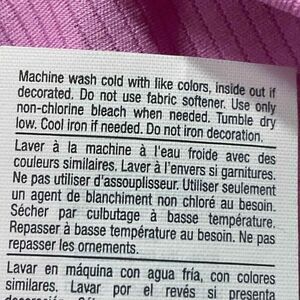 Machine wash cold with like colors, inside out if
decorated. Do not use fabric softener. Use only
non-chlorine bleach when needed. Tumble dry
low. Cool iron if needed. Do not iron decoration.
Laver à la machine à l'eau froide avec des
couleurs similaires. Laver à l'envers si garnitures.
Ne pas utiliser d'assouplisseur. Utiliser seulement
un agent de blanchiment non chloré au besoin.
Sécher par culbutage à basse température.
Repasser à basse température au besoin. Ne pas
repasser les ornements.
Lavar en máquina con agua fría, con colores
similares. Lavar por el revés si presenta